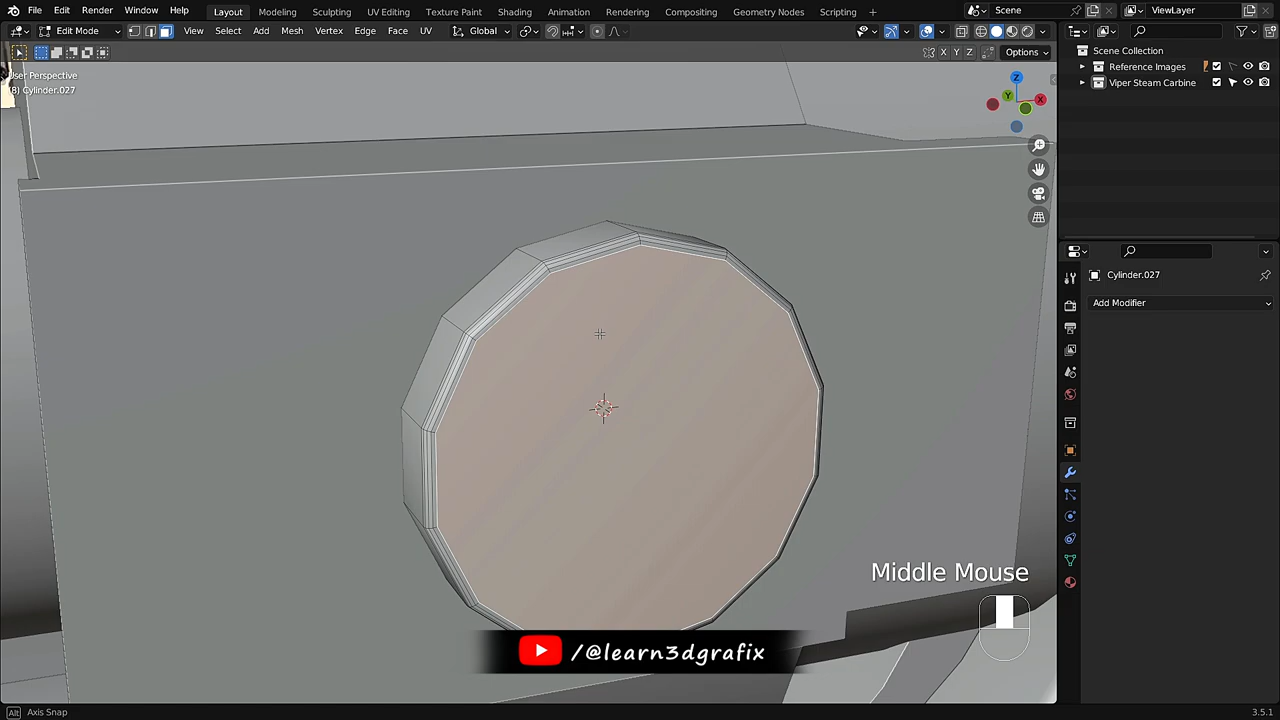 File Edit Render Window Help Layout Modeling Sculpting UV Editing Texture Paint Shading Animation Rendering Compositing Geometry Nodes Scripting + Scene ViewLayer
Edit Mode View Select Add Mesh Vertex Edge Face UV Global
X Y Z Options
User Perspective
(8) Cylinder.027
Z
Y
X
Scene Collection
Reference Images
Viper Steam Carbine
Cylinder.027
Add Modifier
Middle Mouse
/@learn3dgrafix
Alt Axis Snap 3.5.1